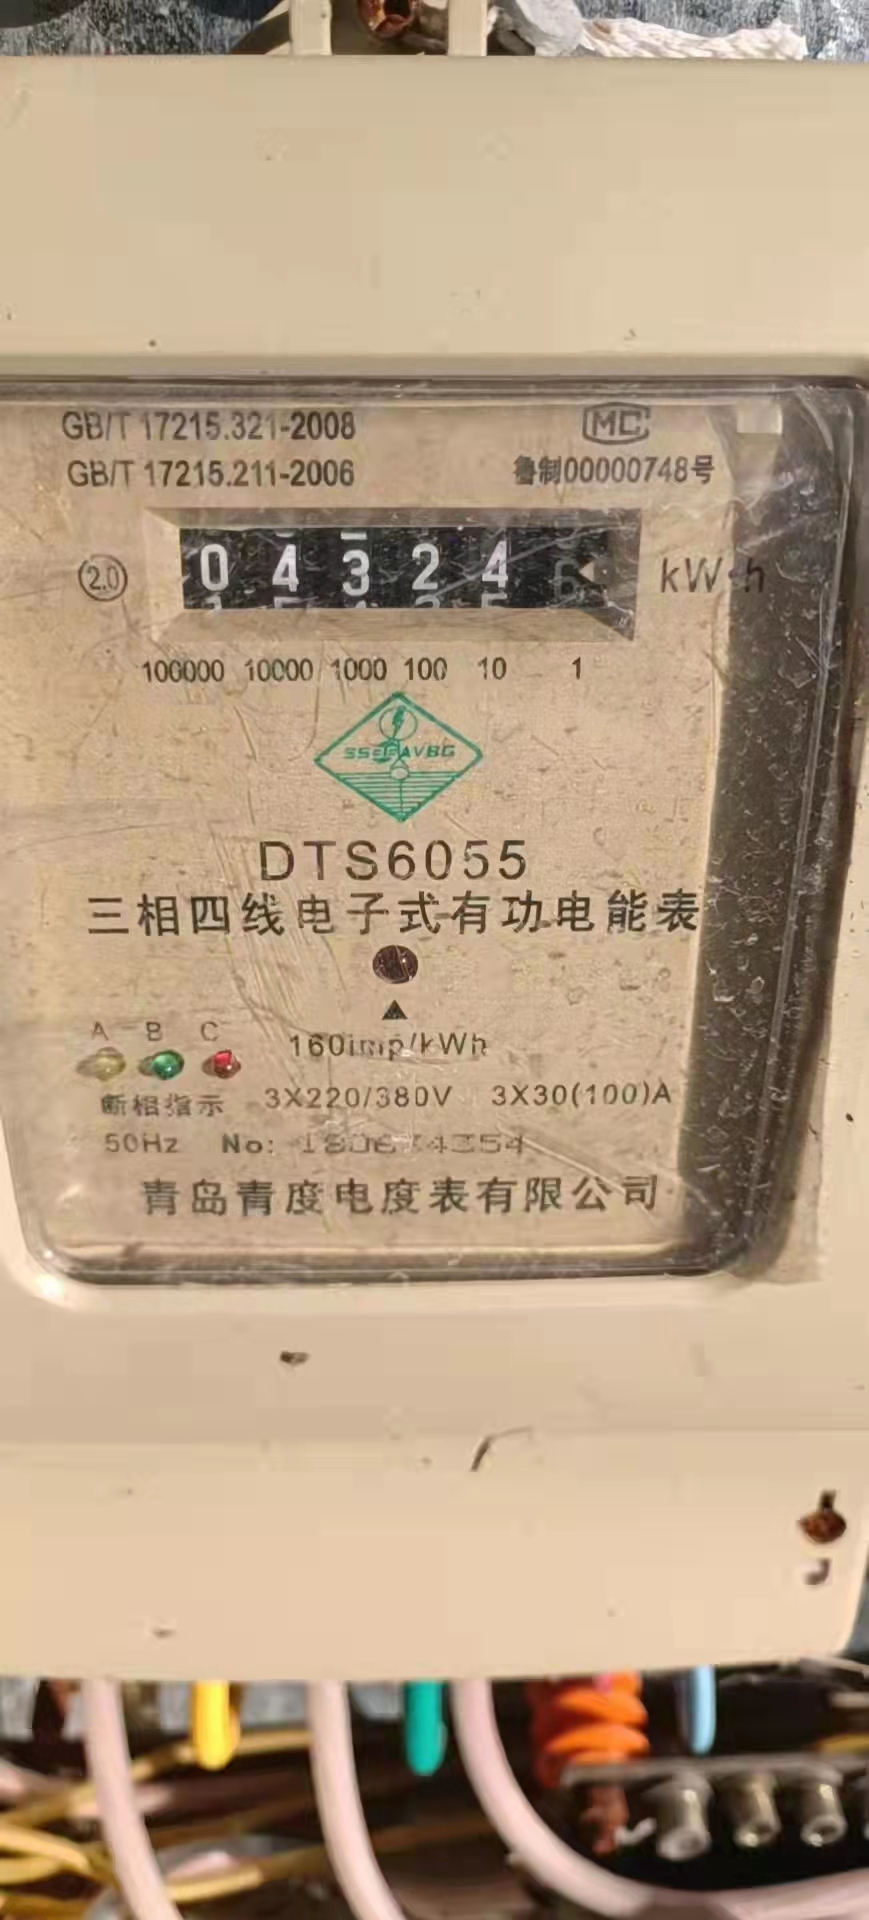 GB/T 17215.321-2008
MC
GB/T 17215.211-2006
鲁制00000748号
2.0
0 4 3 2 4 6
kW·h
100000 10000 1000 100 10 1
DTS6055
三相四线电子式有功电能表
A B C
160imp/kWh
断相指示 3X220/380V 3X30(100)A
50Hz No:
青岛青度电度表有限公司